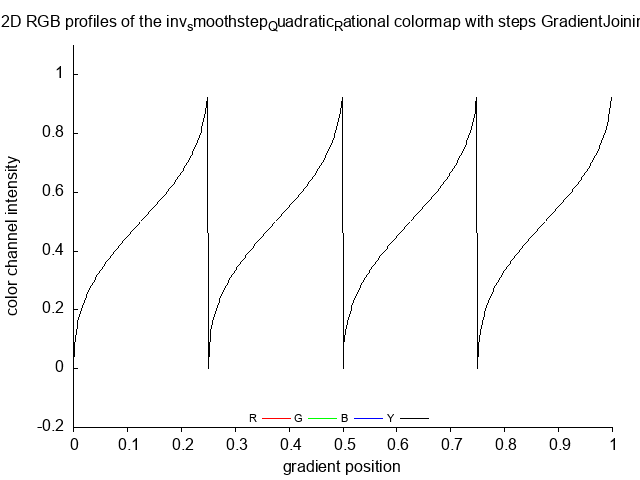 2D RGB profiles of the inv_smoothstep_Quadratic_Rational colormap with steps GradientJoinin
1
0.8
0.6
0.4
0.2
0
-0.2
color channel intensity
R G B Y
0 0.1 0.2 0.3 0.4 0.5 0.6 0.7 0.8 0.9 1
gradient position